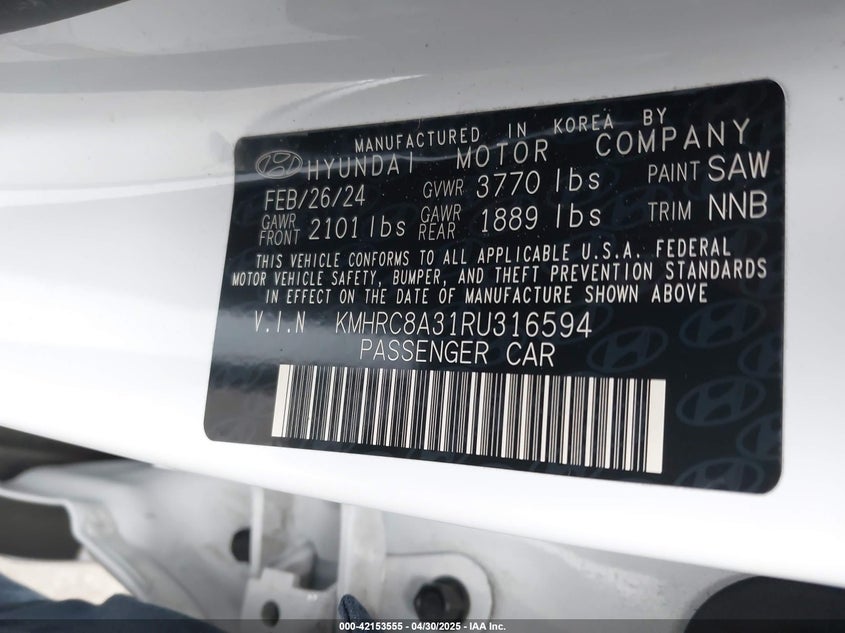 MANUFACTURED IN KOREA BY
HYUNDAI MOTOR COMPANY
FEB/26/24 GVWR 3770 lbs PAINT SAW
GAWR FRONT 2101 lbs GAWR REAR 1889 lbs TRIM NNB
THIS VEHICLE CONFORMS TO ALL APPLICABLE U.S.A. FEDERAL
MOTOR VEHICLE SAFETY, BUMPER, AND THEFT PREVENTION STANDARDS
IN EFFECT ON THE DATE OF MANUFACTURE SHOWN ABOVE
V.I.N KMHRC8A31RU316594
PASSENGER CAR
000-42153555 - 04/30/2025 - IAA Inc.